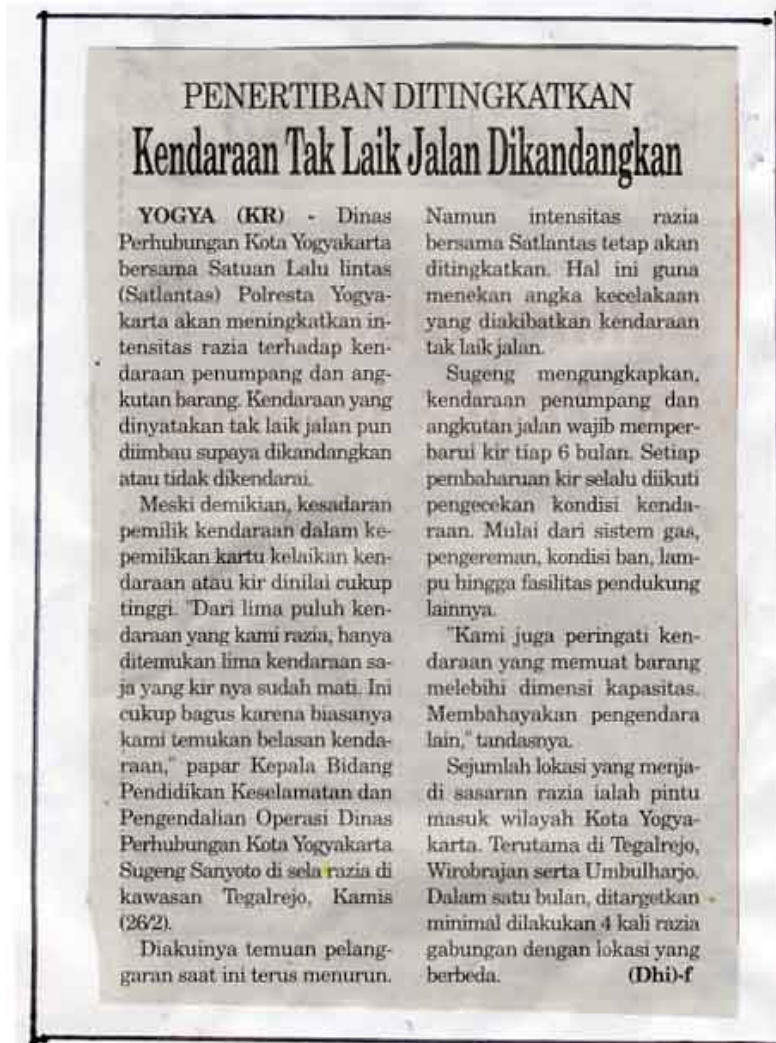 PENERTIBAN DITINGKATKAN
Kendaraan Tak Laik Jalan Dikandangkan
YOGYA (KR) - Dinas
Perhubungan Kota Yogyakarta
bersama Satuan Lalu lintas
(Satlantas) Polresta Yogya-
karta akan meningkatkan in-
tensitas razia terhadap ken-
daraan penumpang dan ang-
kutan barang. Kendaraan yang
dinyatakan tak laik jalan pun
diimbau supaya dikandangkan
atau tidak dikendarai.
Meski demikian, kesadaran
pemilik kendaraan dalam ke-
pemilikan kartu kelaikan ken-
daraan atau kir dinilai cukup
tinggi. "Dari lima puluh ken-
daraan yang kami razia, hanya
ditemukan lima kendaraan sa-
ja yang kir nya sudah mati. Ini
cukup bagus karena biasanya
kami temukan belasan kenda-
raan," papar Kepala Bidang
Pendidikan Keselamatan dan
Pengendalian Operasi Dinas
Perhubungan Kota Yogyakarta
Sugeng Sanyoto di sela razia di
kawasan Tegalrejo, Kamis
(26/2).
Diakuinya temuan pelang-
garan saat ini terus menurun.
Namun intensitas razia
bersama Satlantas tetap akan
ditingkatkan. Hal ini guna
menekan angka kecelakaan
yang diakibatkan kendaraan
tak laik jalan.
Sugeng mengungkapkan,
kendaraan penumpang dan
angkutan jalan wajib memper-
barui kir tiap 6 bulan. Setiap
pembaharuan kir selalu diikuti
pengecekan kondisi kenda-
raan. Mulai dari sistem gas,
pengereman, kondisi ban, lam-
pu hingga fasilitas pendukung
lainnya.
"Kami juga peringati ken-
daraan yang memuat barang
melebihi dimensi kapasitas.
Membahayakan pengendara
lain," tandasnya.
Sejumlah lokasi yang menja-
di sasaran razia ialah pintu
masuk wilayah Kota Yogya-
karta. Terutama di Tegalrejo,
Wirobrajan serta Umbulharjo.
Dalam satu bulan, ditargetkan
minimal dilakukan 4 kali razia
gabungan dengan lokasi yang
berbeda. (Dhi)-f